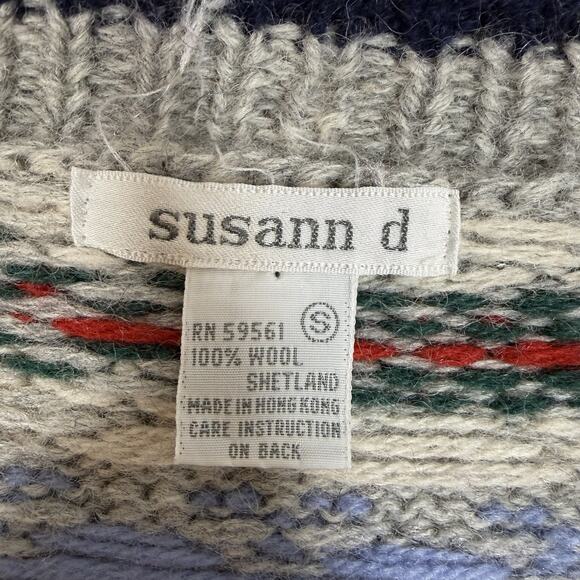 susann d
RN 59561 S
100% WOOL
SHETLAND
MADE IN HONG KONG
CARE INSTRUCTION
ON BACK